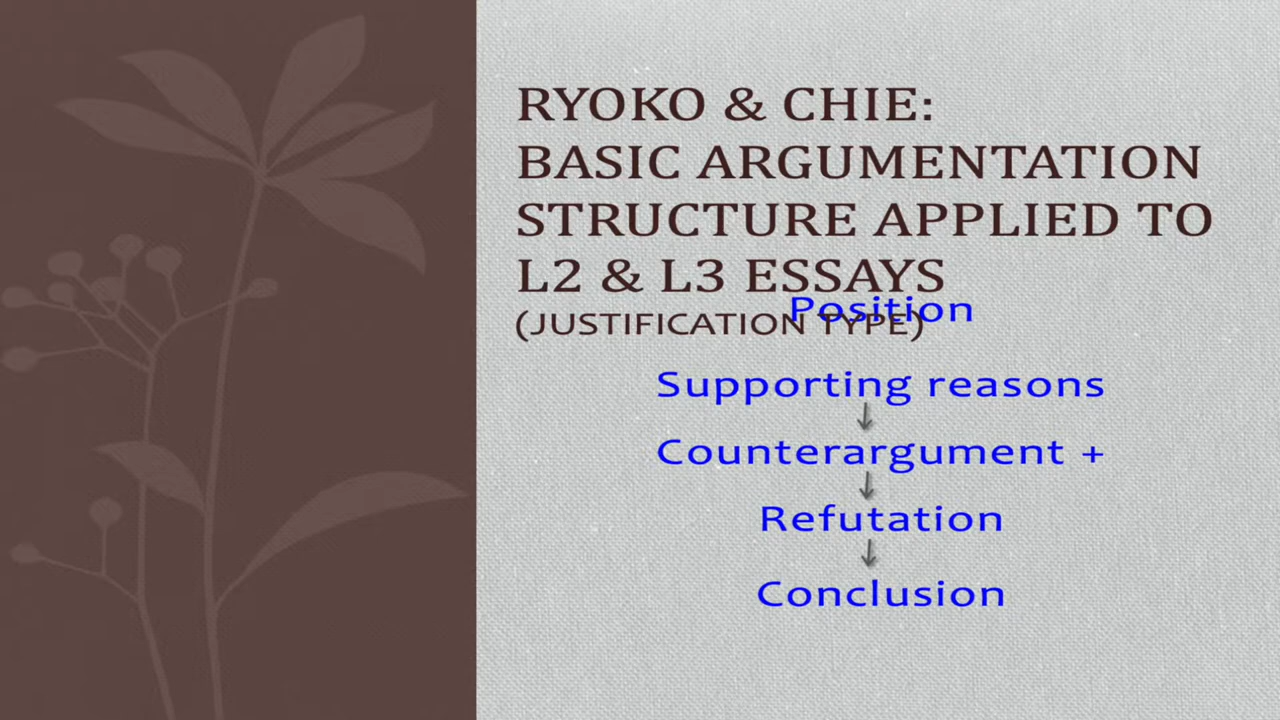 RYOKO & CHIE:
BASIC ARGUMENTATION
STRUCTURE APPLIED TO
L2 & L3 ESSAYS
(JUSTIFICATION TYPE)
Position
Supporting reasons
Counterargument +
Refutation
Conclusion